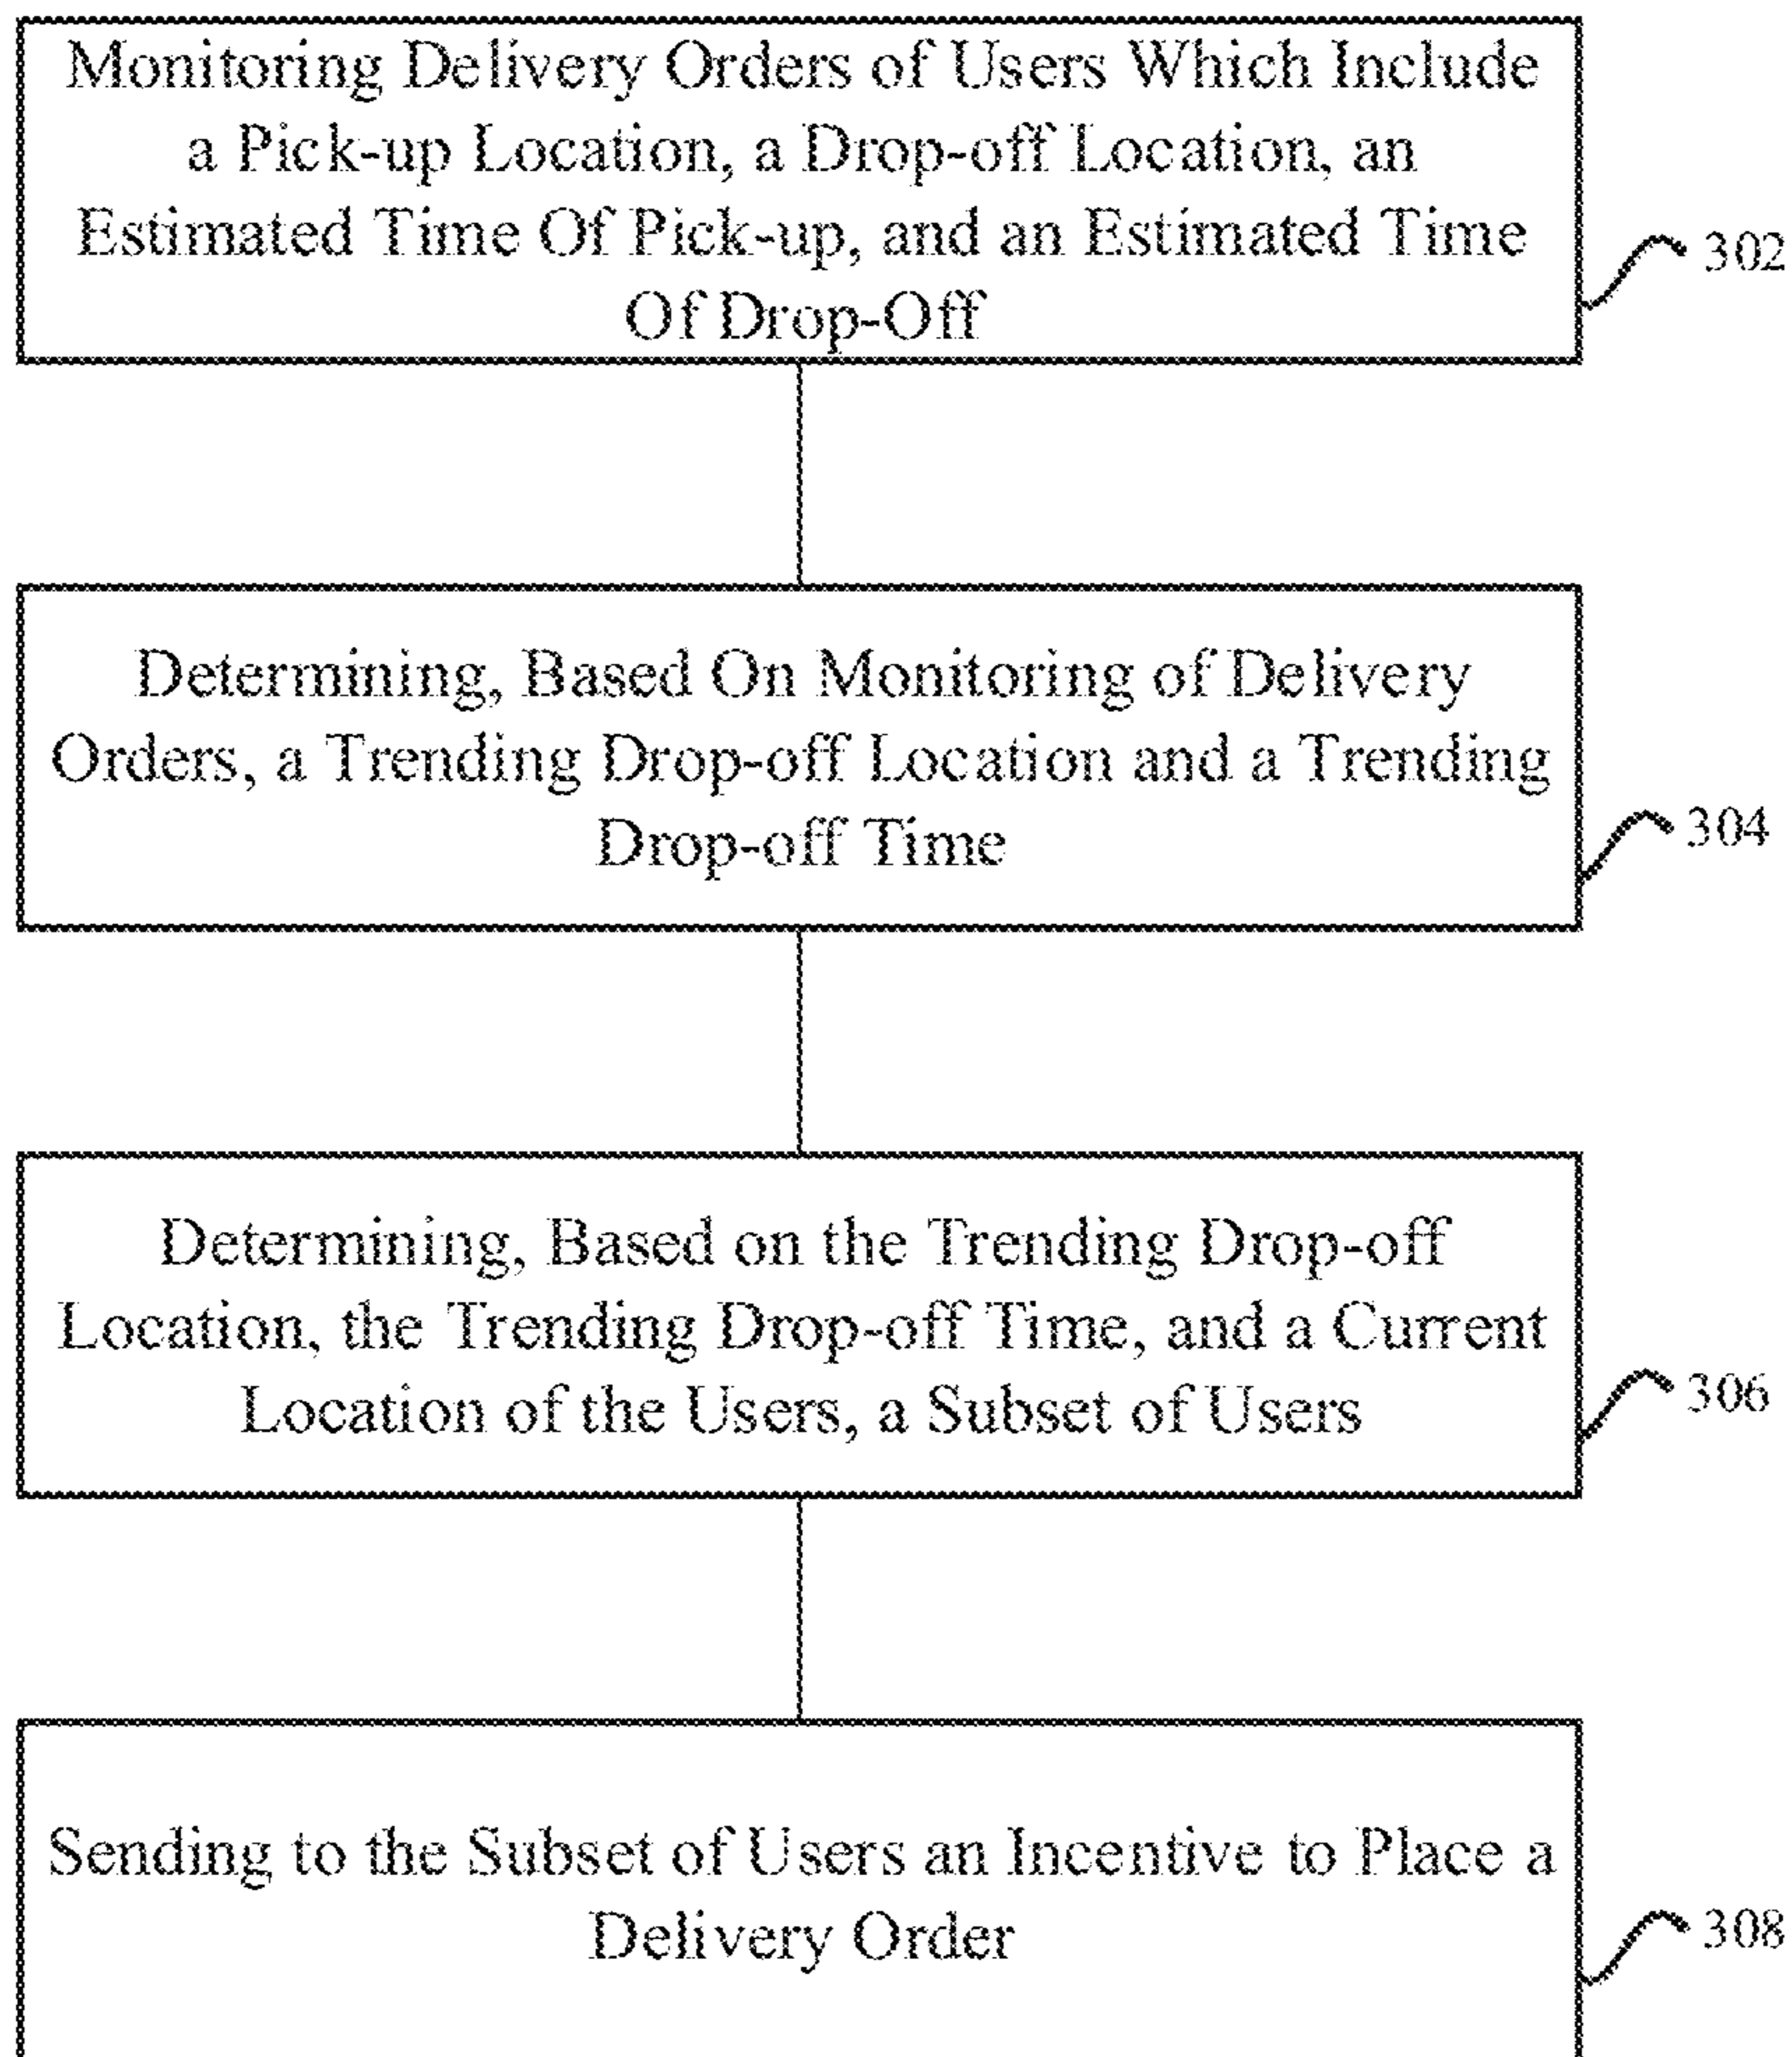 Monitoring Delivery Orders of Users Which Include
a Pick-up Location, a Drop-off Location, an
Estimated Time Of Pick-up, and an Estimated Time
Of Drop-Off
302
Determining, Based On Monitoring of Delivery
Orders, a Trending Drop-off Location and a Trending
Drop-off Time
304
Determining, Based on the Trending Drop-off
Location, the Trending Drop-off Time, and a Current
Location of the Users, a Subset of Users
306
Sending to the Subset of Users an Incentive to Place a
Delivery Order
308